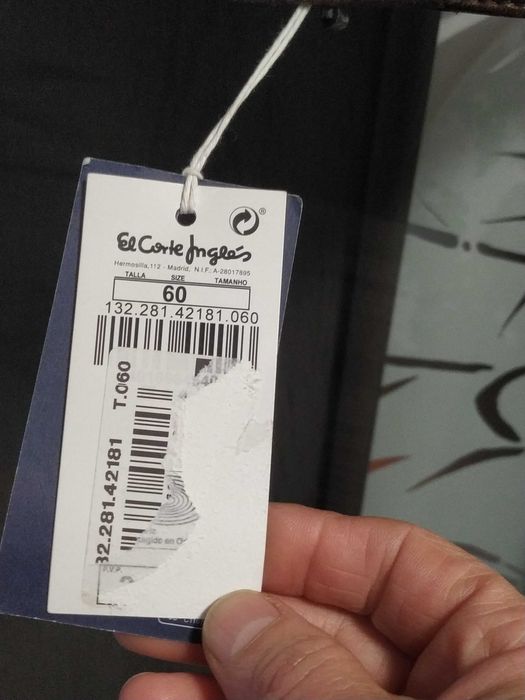 El Corte Inglés
Hermosilla, 112 - Madrid, N.I.F.: A-28017895
TALLA SIZE TAMANHO
60
132.281.42181.060
T.060
32.281.42181
P.V.P.